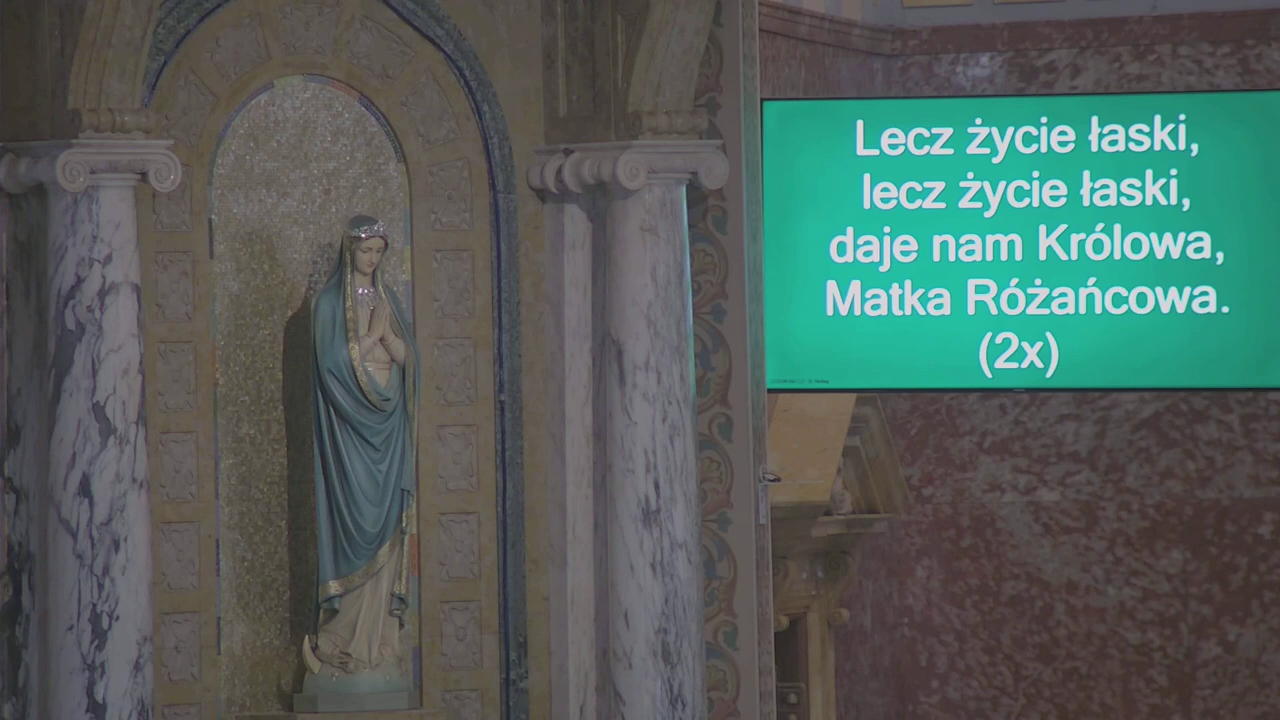 Lecz życie łaski,
lecz życie łaski,
daje nam Królowa,
Matka Różańcowa.
(2x)